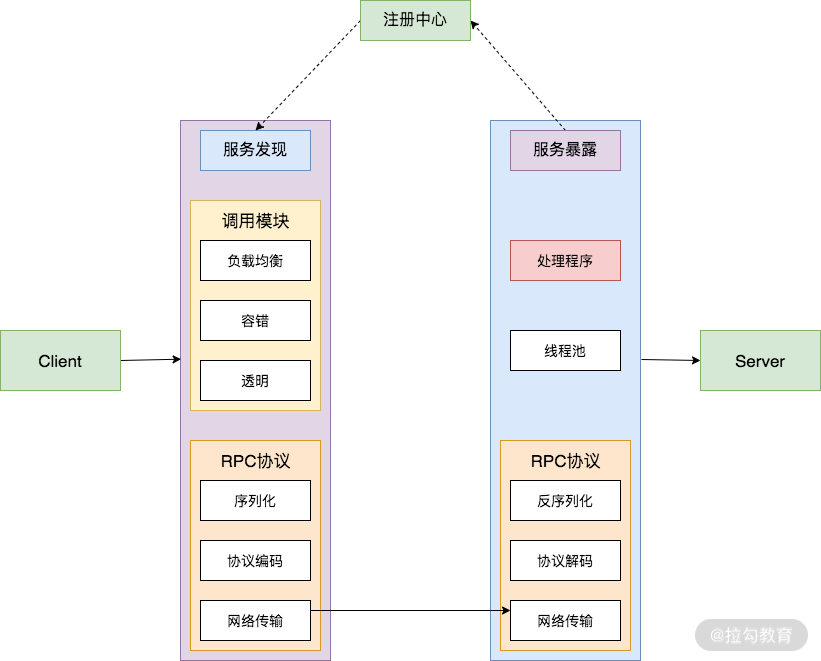 注册中心
服务发现
调用模块
负载均衡
容错
透明
RPC协议
序列化
协议编码
网络传输
服务暴露
处理程序
线程池
RPC协议
反序列化
协议解码
网络传输
Client
Server
@拉勾教育